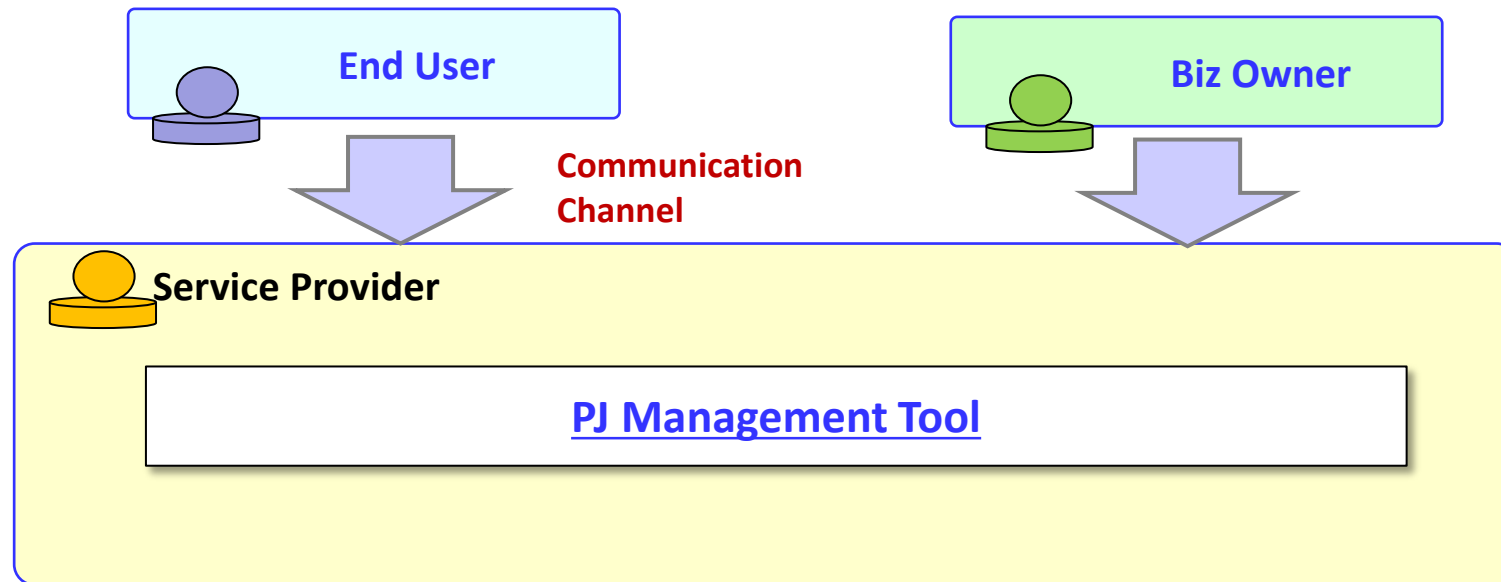 End User
Biz Owner
Communication
Channel
Service Provider
PJ Management Tool